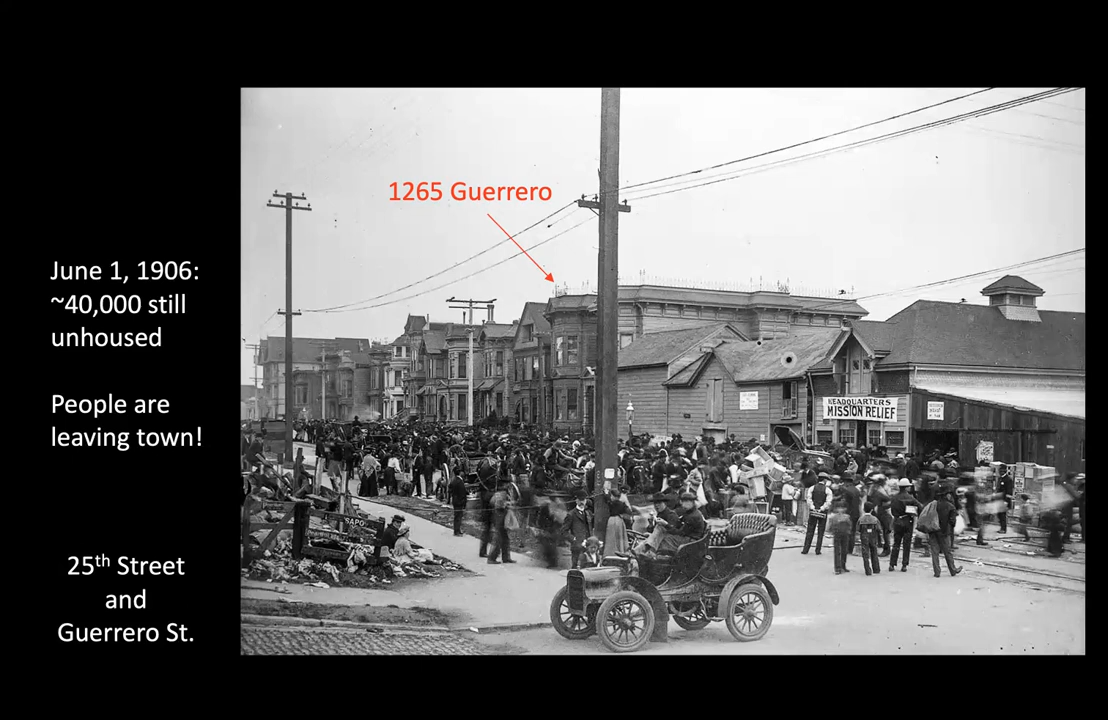 1265 Guerrero
June 1, 1906:
~40,000 still
unhoused
People are
leaving town!
25th Street
and
Guerrero St.
HEADQUARTERS
MISSION RELIEF
SAPO